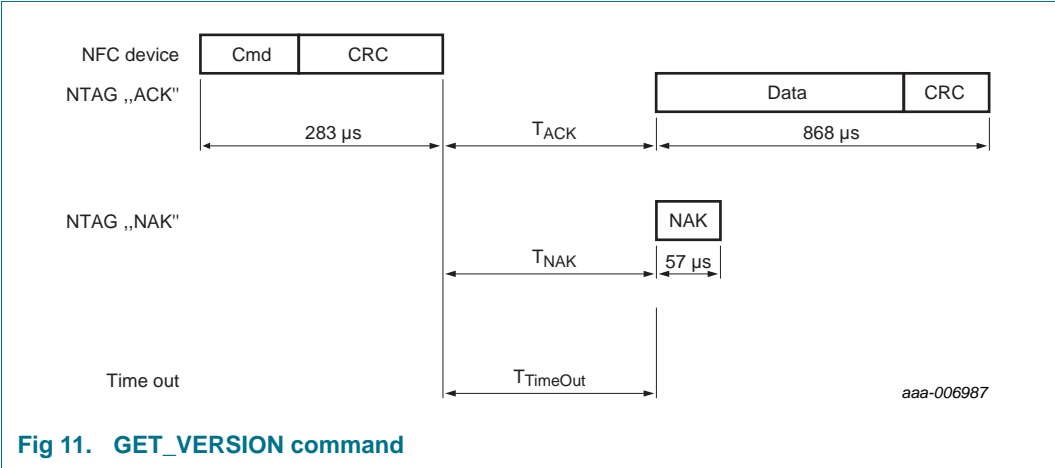 NFC device Cmd CRC
NTAG ,,ACK" Data CRC
283 µs TACK 868 µs
NTAG ,,NAK" NAK
TNAK 57 µs
Time out TTimeOut aaa-006987
Fig 11. GET_VERSION command